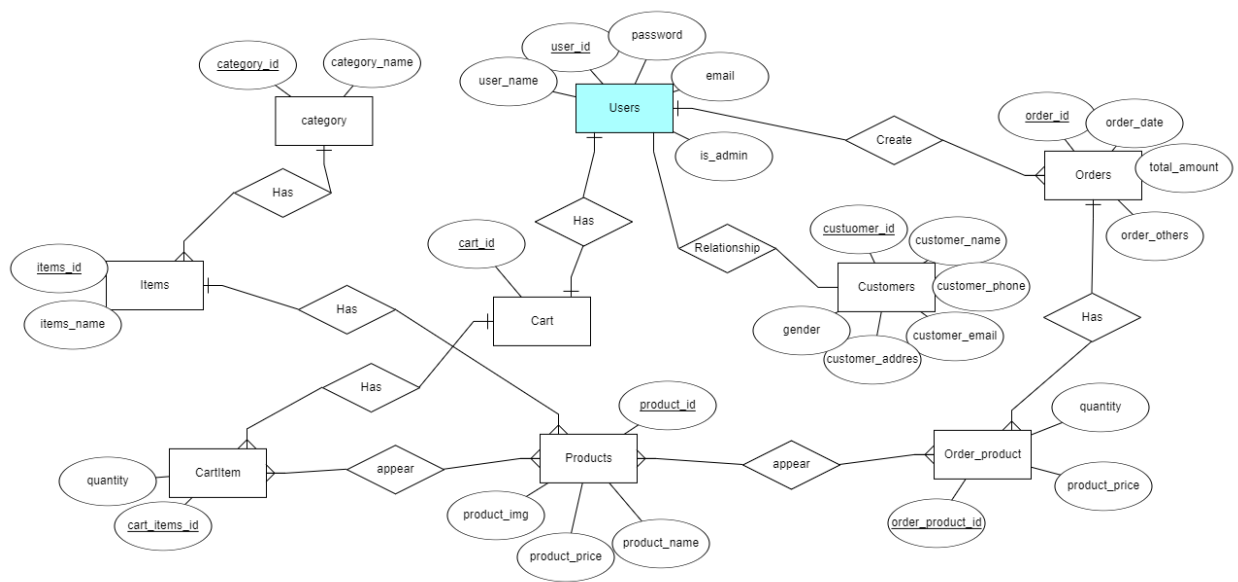 password
user_id
category_id
category_name
email
user_name
Users
order_id
order_date
category
Create
is_admin
total_amount
Orders
Has
Has
custuomer_id
order_others
cart_id
customer_name
Relationship
items_id
Items
Customers
customer_phone
Has
Has
Cart
items_name
gender
customer_email
customer_addres
Has
product_id
quantity
Products
Order_product
CartItem
appear
appear
quantity
product_price
product_img
cart_items_id
order_product_id
product_name
product_price